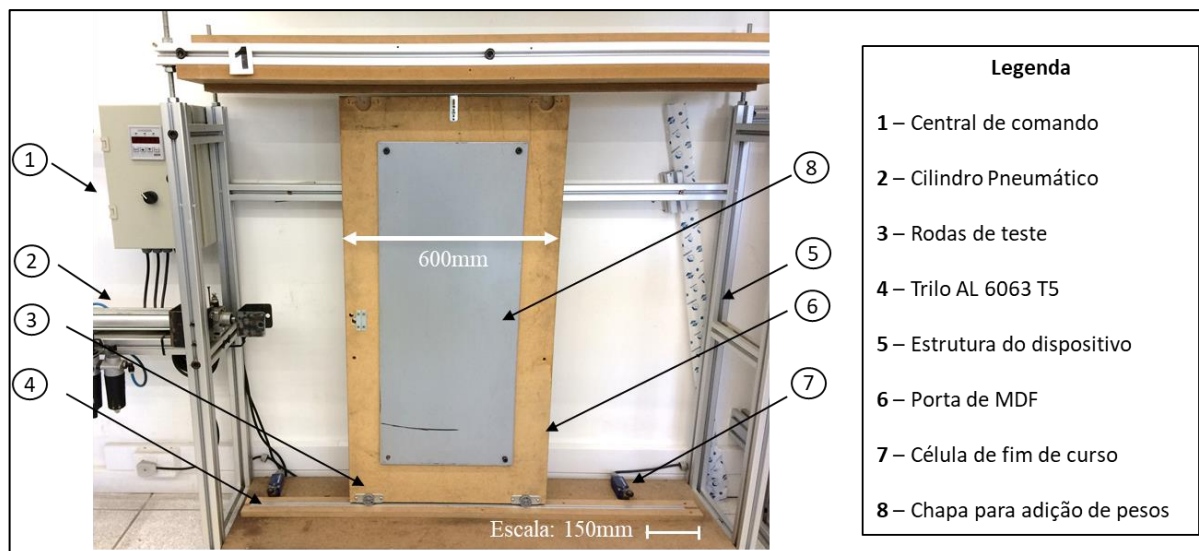 1
1
2
3
4
5
6
7
8
600mm
Escala: 150mm
Legenda
1 – Central de comando
2 – Cilindro Pneumático
3 – Rodas de teste
4 – Trilo AL 6063 T5
5 – Estrutura do dispositivo
6 – Porta de MDF
7 – Célula de fim de curso
8 – Chapa para adição de pesos